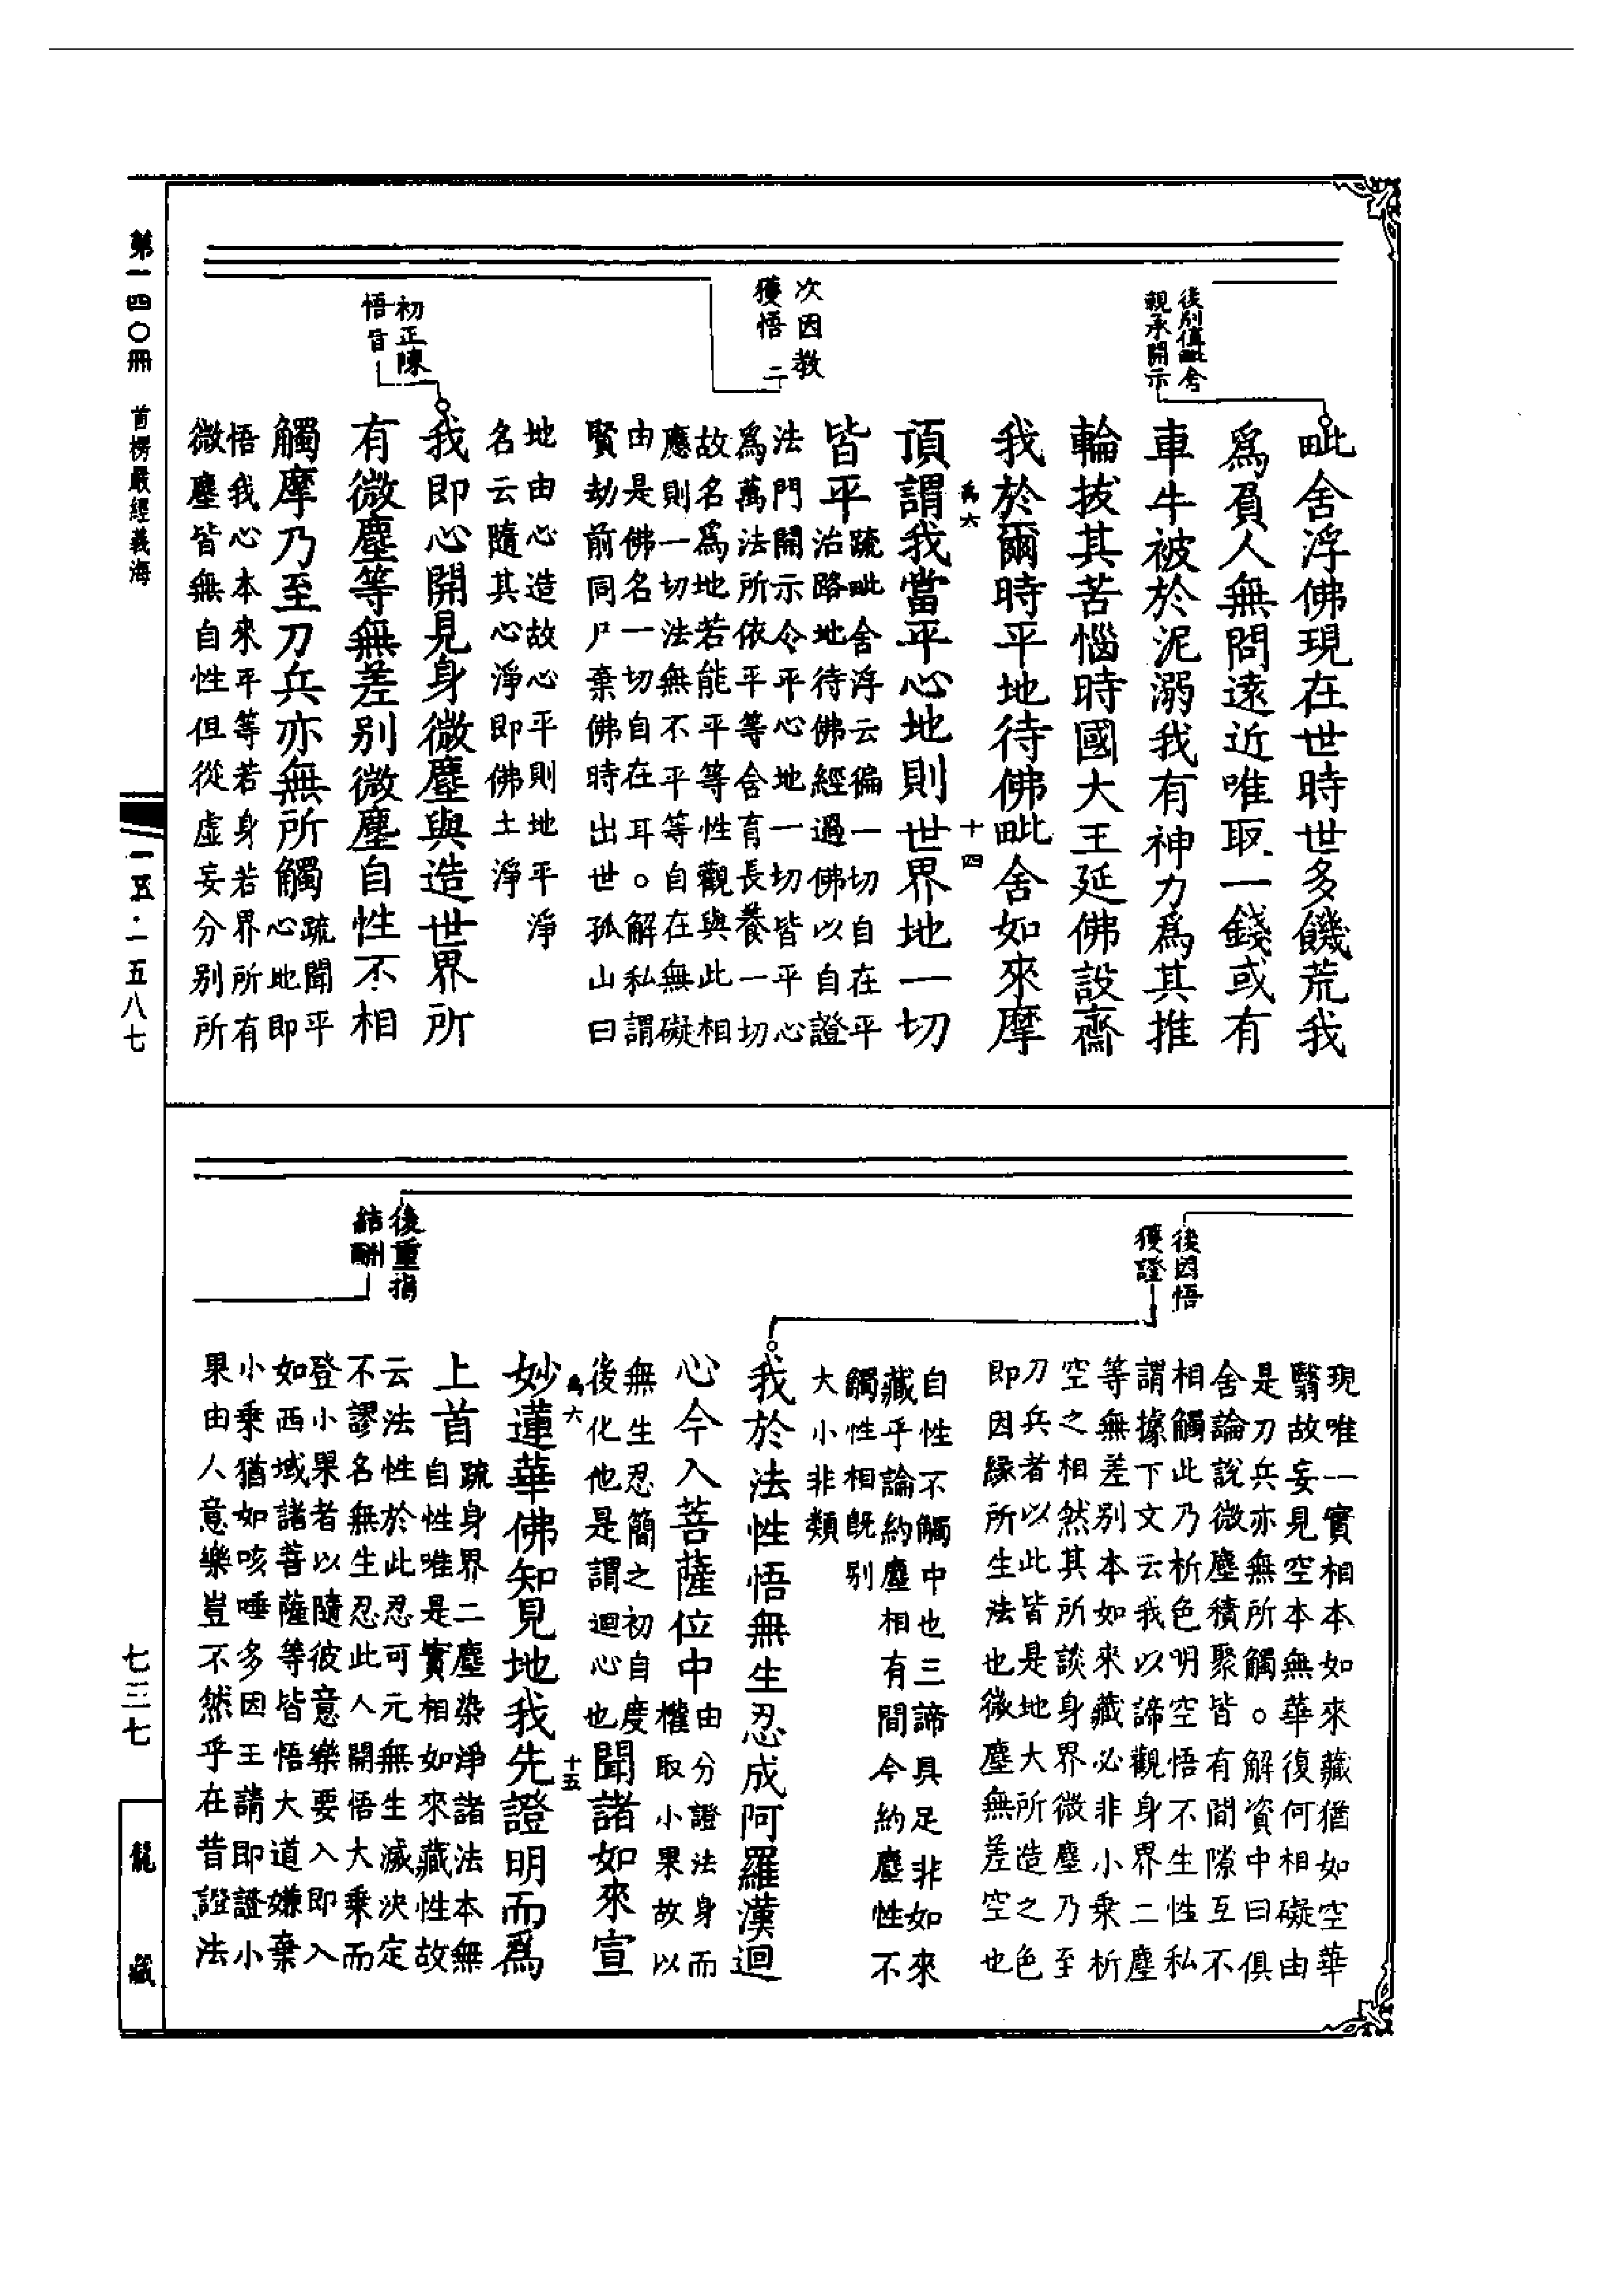 後別值毗舍
親承開示
毗舍浮佛現在世時世多饑荒我
為負人無問遠近唯取一錢或有
車牛被於泥溺我有神力為其推
輪拔其苦惱時國大王延佛設齋
我於爾時平地待佛毗舍如來摩
為六
十四
頂謂我當平心地則世界地一切
次因教
獲悟二
皆平
疏毗舍浮云徧一切自在平
治路地待佛經過佛以自證
法門開示令平心地一切皆平心
為萬法所依平等含育長養一切
故名為地若能平等性觀與此相
應則一切法無不平等自在無礙
由是佛名一切自在耳。解私謂
賢劫前同尸棄佛時出世孤山曰
地由心造故心平則地平淨
名云隨其心淨即佛土淨
初正陳
悟旨
我即心開見身微塵與造世界所
有微塵等無差別微塵自性不相
觸摩乃至刀兵亦無所觸
疏聞平
心地即
悟我心本來平等若身若界所有
微塵皆無自性但從虛妄分別所
第一四〇冊
首楞嚴經義海
一五·一五八七
現唯一實相本如來藏猶如空華
翳故妄見空本無華復何相礙由
是刀兵亦無所觸。解資中曰俱
舍論說微塵積聚皆有間隙互不
相觸此乃析色明空悟不生性私
謂據下文云我以諦觀身界二塵
等無差別本如來藏必非小乘析
空之相然其所談身界微塵乃至
刀兵者以此皆是地大所造之色
即因緣所生法也微塵無差空也
後因悟
獲證
自性不觸中也三諦具足非如來
藏乎論約塵相有間今約塵性不
觸性相既別
大小非類
我於法性悟無生忍成阿羅漢迴
心今入菩薩位中
由分證法身而
權取小果故以
無生忍簡之初自度
後化他是謂迴心也
聞諸如來宣
為六
十五
妙蓮華佛知見地我先證明而為
後重指
結酬
上首
疏身界二塵染淨諸法本無
自性唯是實相如來藏性故
云法性於此忍可元無生滅決定
不謬名無生忍此人開悟大乘而
登小果者以隨彼意樂要入即入
如西域諸菩薩等皆悟大道嫌棄
小乘猶如咳唾多因王請即證小
果由人意樂豈不然乎在昔證法
七三七
龍藏